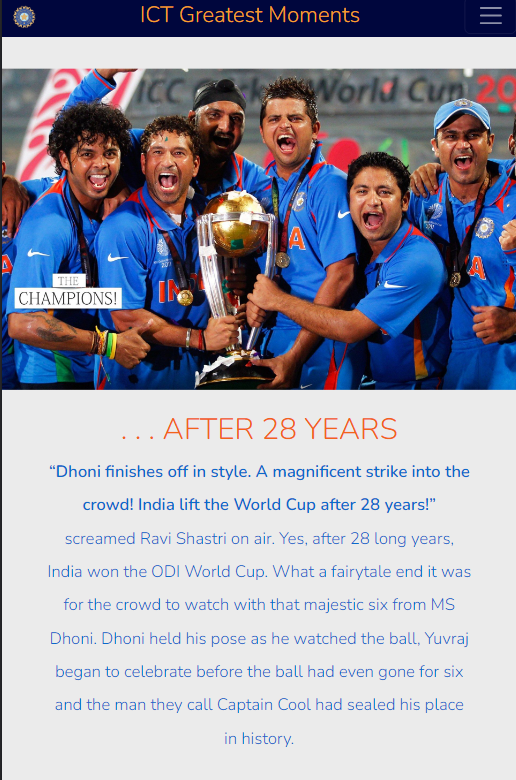 ICT Greatest Moments
ICC Cricket World Cup 20
THE
CHAMPIONS!
. . . AFTER 28 YEARS
“Dhoni finishes off in style. A magnificent strike into the
crowd! India lift the World Cup after 28 years!”
screamed Ravi Shastri on air. Yes, after 28 long years,
India won the ODI World Cup. What a fairytale end it was
for the crowd to watch with that majestic six from MS
Dhoni. Dhoni held his pose as he watched the ball, Yuvraj
began to celebrate before the ball had even gone for six
and the man they call Captain Cool had sealed his place
in history.